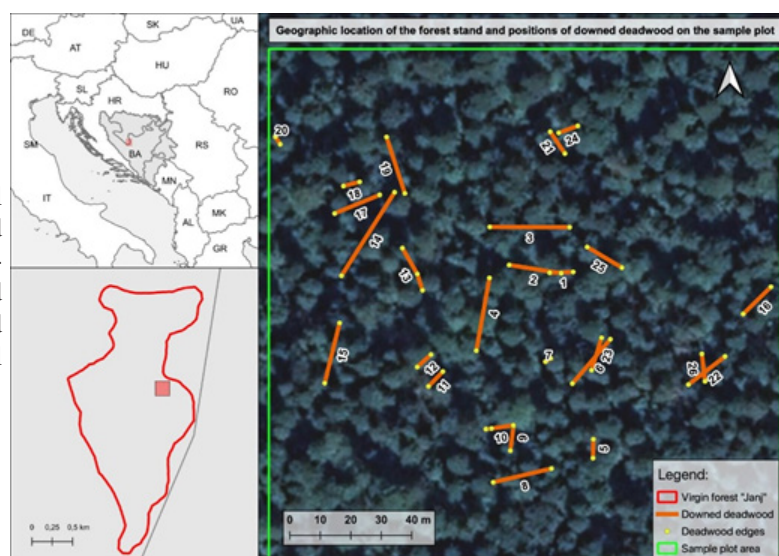 Geographic location of the forest stand and positions of downed deadwood on the sample plot
DE
SK
UA
AT
HU
SL
HR
RO
SM
BA
RS
IT
MN
AL
MK
GR
0 0,25 0,5 km
20
19
21
24
18
17
14
3
13
2
1
25
4
16
15
12
11
7
6
23
26
22
10
9
5
8
0 10 20 30 40 m
Legend:
Virgin forest "Janj"
Downed deadwood
Deadwood edges
Sample plot area